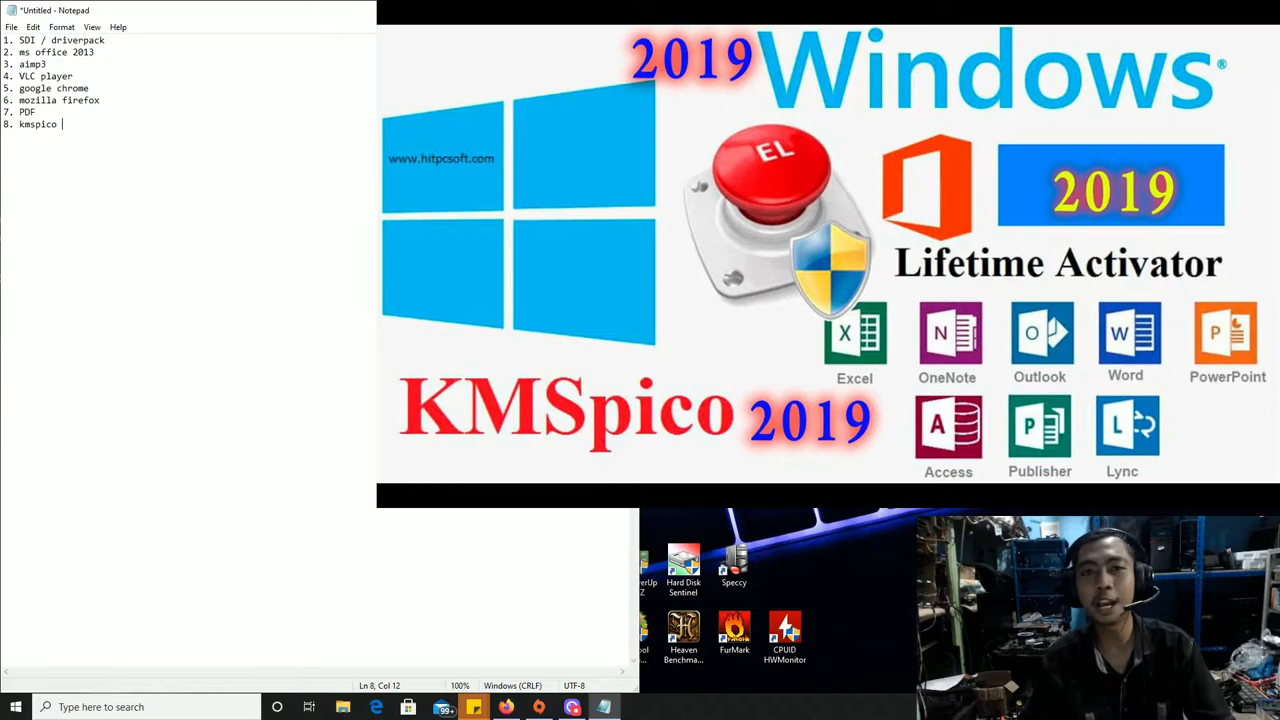 *Untitled - Notepad
File Edit Format View Help
1. SDI / driverpack
2. ms office 2013
3. aimp3
4. VLC player
5. google chrome
6. mozilla firefox
7. PDF
8. kmspico
2019 Windows®
www.hitpcsoft.com
EL
2019
Lifetime Activator
Excel OneNote Outlook Word PowerPoint
KMSpico 2019
Access Publisher Lync
Hard Disk Sentinel
Speccy
Heaven Benchma...
FurMark
CPUID HWMonitor
Ln 8, Col 12 100% Windows (CRLF) UTF-8
Type here to search
99+